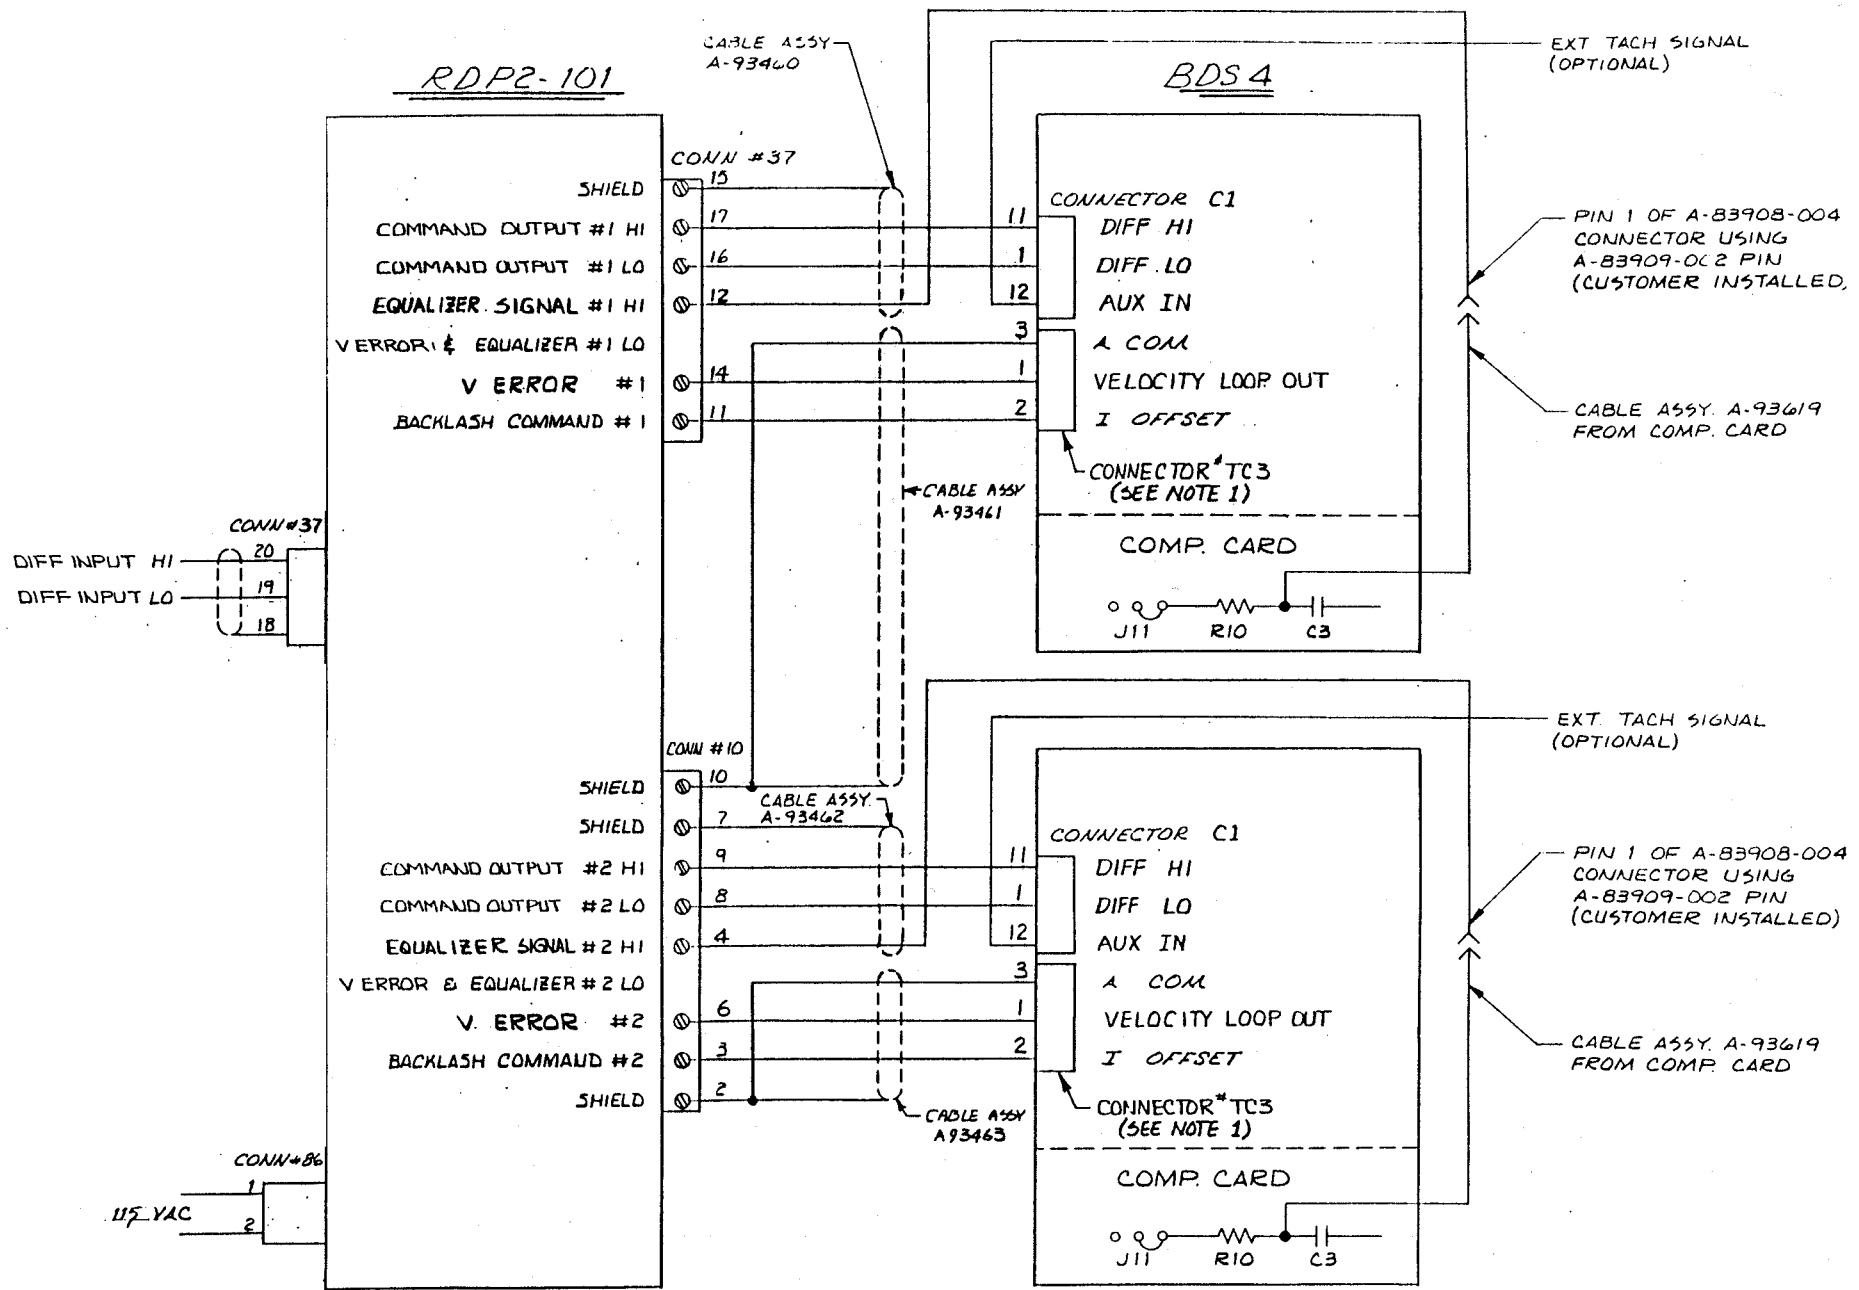 CABLE ASSY
A-93460
EXT TACH SIGNAL
(OPTIONAL)
RDP2-101
BDS4
CONN #37
SHIELD
15
COMMAND OUTPUT #1 HI
17
COMMAND OUTPUT #1 LO
16
EQUALIZER SIGNAL #1 HI
12
V ERROR & EQUALIZER #1 LO
V ERROR #1
14
BACKLASH COMMAND #1
11
CONNECTOR C1
11
DIFF HI
1
DIFF LO
12
AUX IN
3
A COM
1
VELOCITY LOOP OUT
2
I OFFSET
CONNECTOR # TC3
(SEE NOTE 1)
COMP. CARD
J11
R10
C3
PIN 1 OF A-83908-004
CONNECTOR USING
A-83909-002 PIN
(CUSTOMER INSTALLED,
CABLE ASSY. A-93619
FROM COMP. CARD
CABLE ASSY
A-93461
CONN #37
DIFF INPUT HI
20
DIFF INPUT LO
19
18
CONN #10
SHIELD
10
SHIELD
7
CABLE ASSY.
A-93462
COMMAND OUTPUT #2 HI
9
COMMAND OUTPUT #2 LO
8
EQUALIZER SIGNAL #2 HI
4
V ERROR & EQUALIZER #2 LO
V. ERROR #2
6
BACKLASH COMMAND #2
3
SHIELD
2
CABLE ASSY
A93463
EXT. TACH SIGNAL
(OPTIONAL)
CONNECTOR C1
11
DIFF HI
1
DIFF LO
12
AUX IN
3
A COM
1
VELOCITY LOOP OUT
2
I OFFSET
CONNECTOR # TC3
(SEE NOTE 1)
COMP. CARD
J11
R10
C3
PIN 1 OF A-83908-004
CONNECTOR USING
A-83909-002 PIN
(CUSTOMER INSTALLED)
CABLE ASSY. A-93619
FROM COMP. CARD
CONN #86
1
115 VAC
2